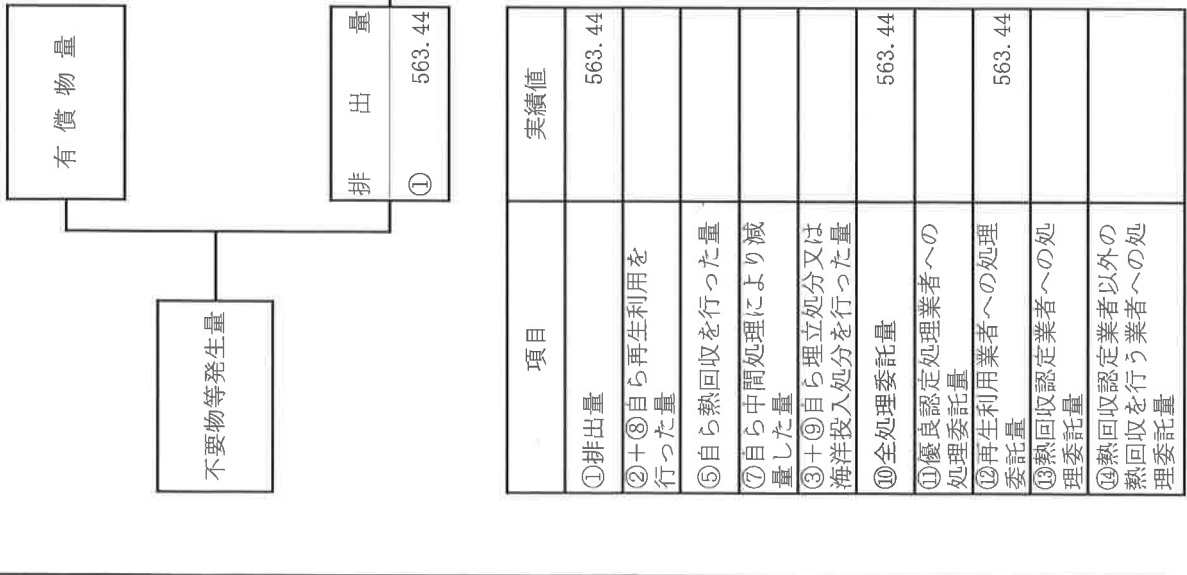 有償物量
不要物等発生量
排出量
① 563.44
項目 実績値
①排出量 563.44
②+⑧自ら再生利用を
行った量
⑤自ら熱回収を行った量
⑦自ら中間処理により減
量した量
③+⑨自ら埋立処分又は
海洋投入処分を行った量
⑩全処理委託量 563.44
⑪優良認定処理業者への
処理委託量
⑫再生利用業者への処理
委託量 563.44
⑬熱回収認定業者への処
理委託量
⑭熱回収認定業者以外の
熱回収を行う業者への処
理委託量